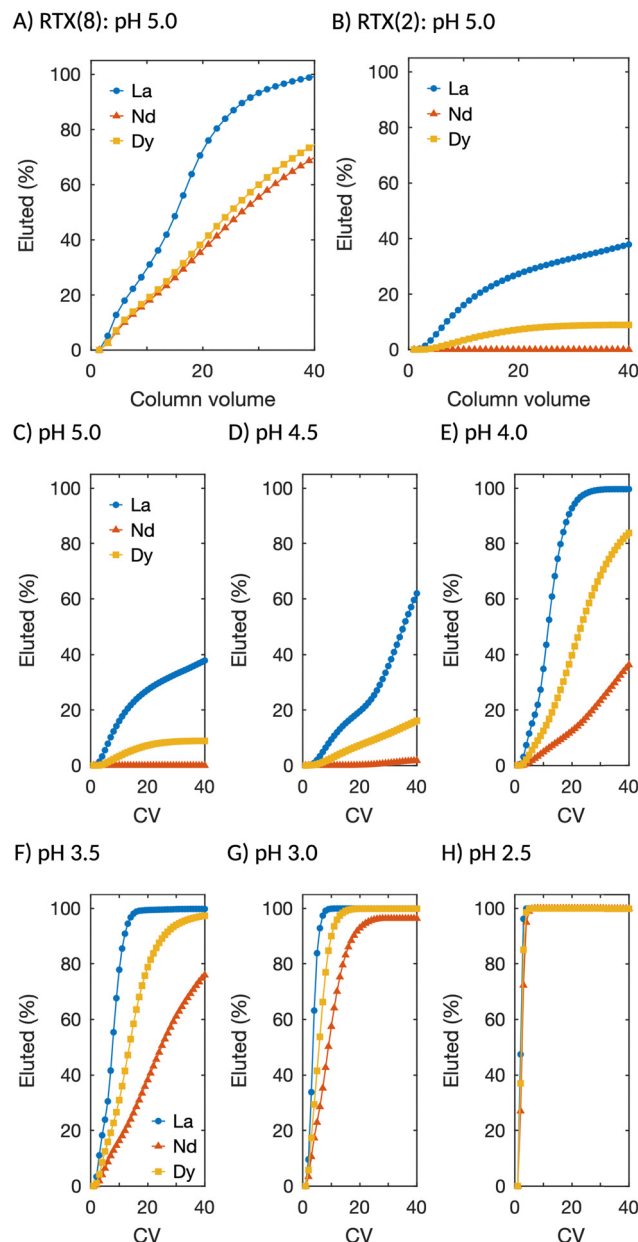 A) RTX(8): pH 5.0
B) RTX(2): pH 5.0
100
80
60
40
20
0
Eluted (%)
La
Nd
Dy
0 20 40
Column volume
100
80
60
40
20
0
Eluted (%)
La
Nd
Dy
0 20 40
Column volume
C) pH 5.0
D) pH 4.5
E) pH 4.0
100
80
60
40
20
0
Eluted (%)
La
Nd
Dy
0 20 40
CV
100
80
60
40
20
0
Eluted (%)
0 20 40
CV
100
80
60
40
20
0
Eluted (%)
0 20 40
CV
F) pH 3.5
G) pH 3.0
H) pH 2.5
100
80
60
40
20
0
Eluted (%)
La
Nd
Dy
0 20 40
CV
100
80
60
40
20
0
Eluted (%)
0 20 40
CV
100
80
60
40
20
0
Eluted (%)
0 20 40
CV